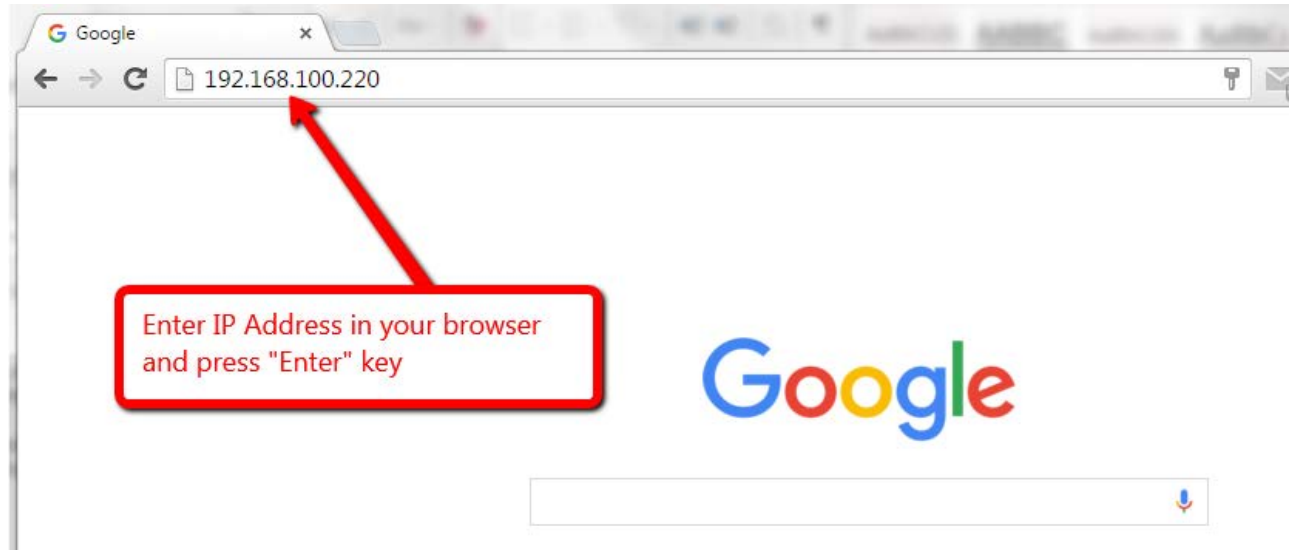 Google
192.168.100.220
Enter IP Address in your browser
and press "Enter" key
Google